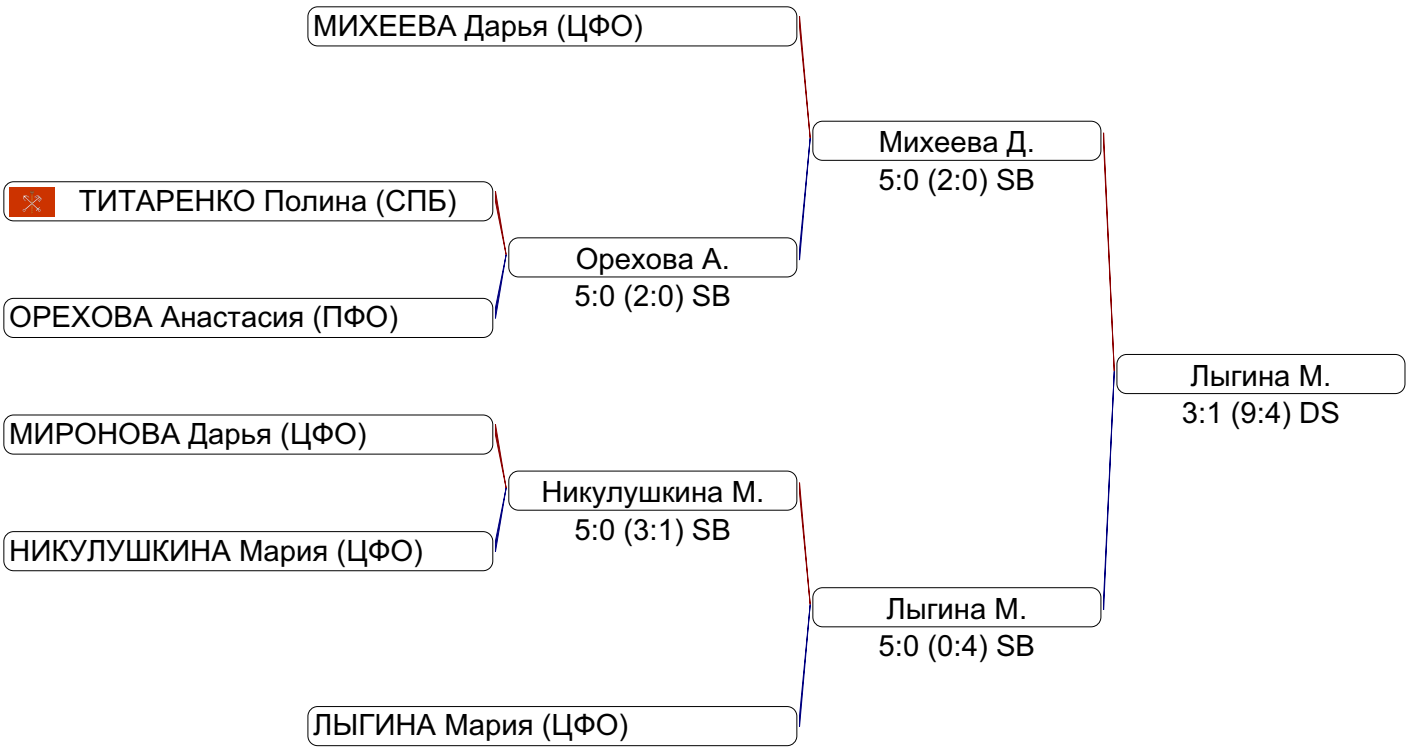 МИХЕЕВА Дарья (ЦФО)
Михеева Д.
5:0 (2:0) SB
ТИТАРЕНКО Полина (СПБ)
Орехова А.
5:0 (2:0) SB
ОРЕХОВА Анастасия (ПФО)
Лыгина М.
3:1 (9:4) DS
МИРОНОВА Дарья (ЦФО)
Никулушкина М.
5:0 (3:1) SB
НИКУЛУШКИНА Мария (ЦФО)
Лыгина М.
5:0 (0:4) SB
ЛЫГИНА Мария (ЦФО)